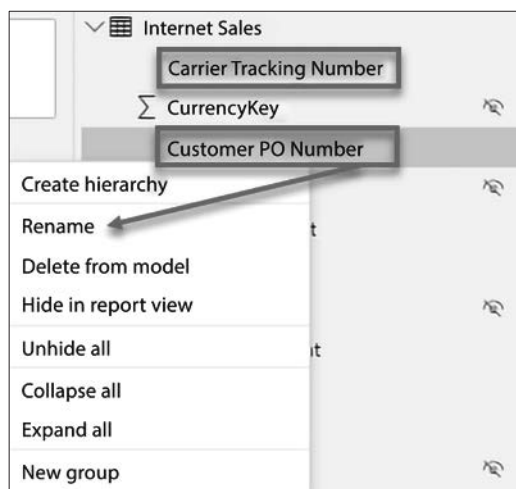 Internet Sales
Carrier Tracking Number
∑ CurrencyKey
Customer PO Number
Create hierarchy
Rename
t
Delete from model
Hide in report view
Unhide all
it
Collapse all
Expand all
New group